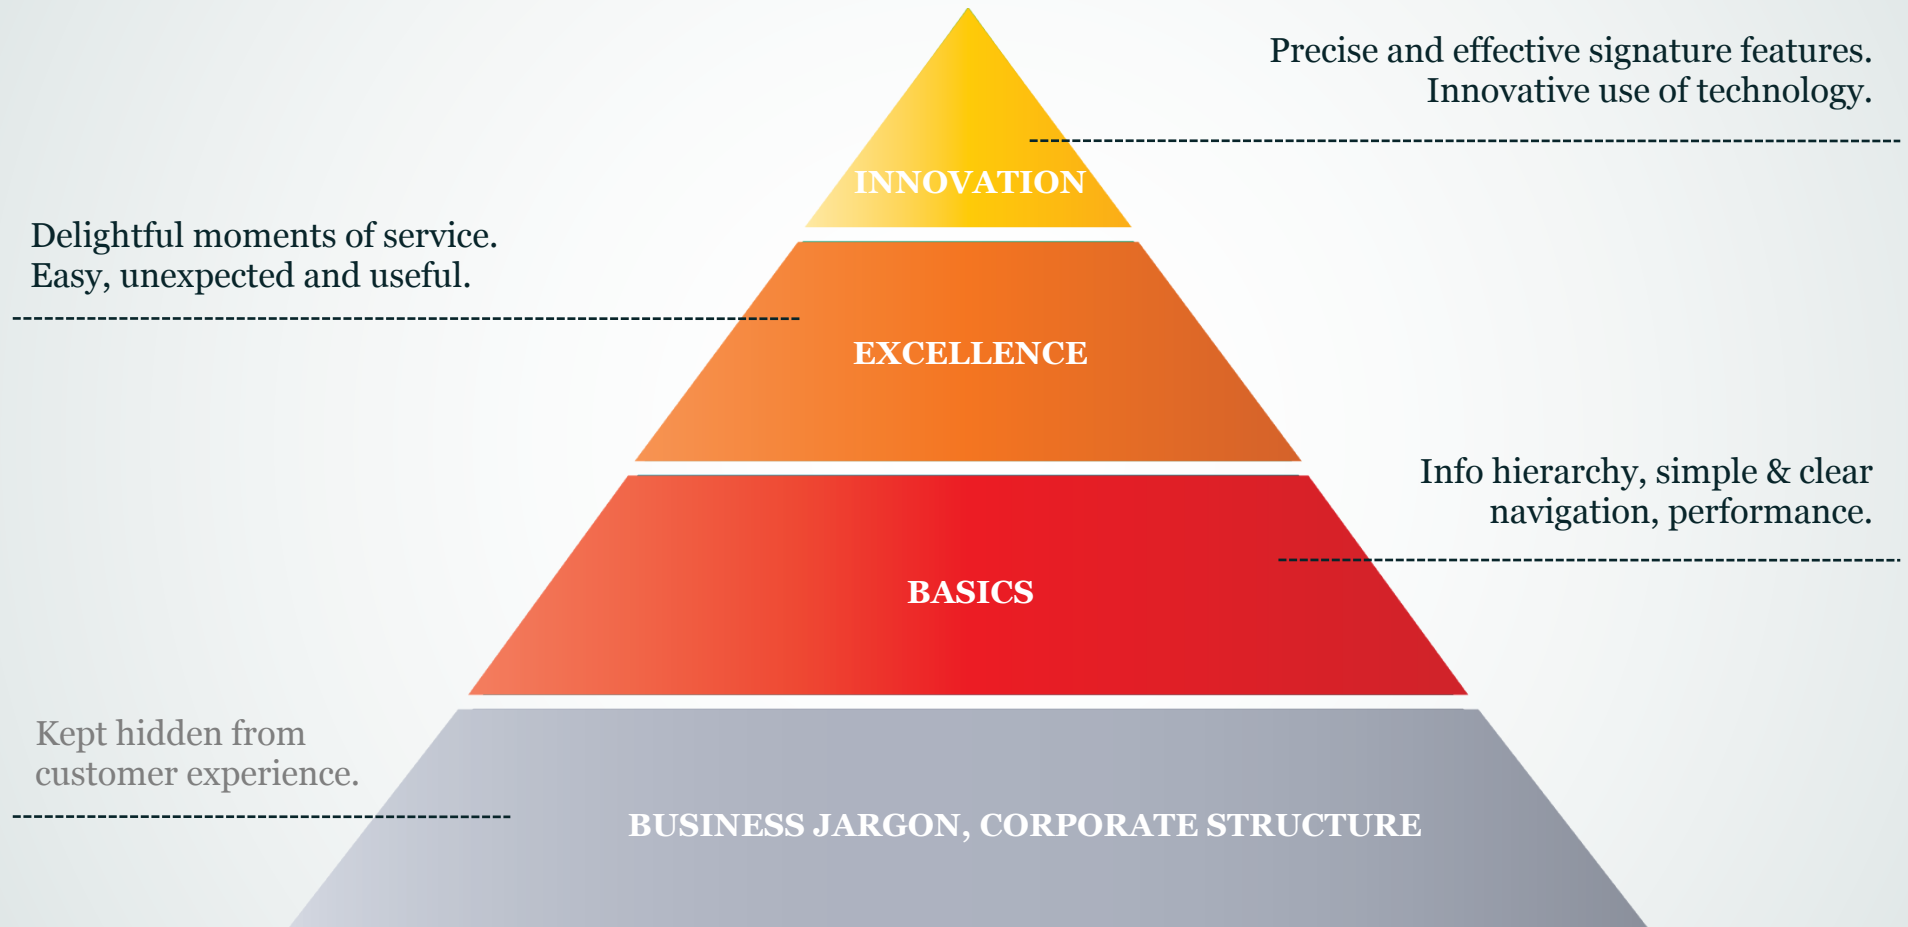 Precise and effective signature features.
Innovative use of technology.
INNOVATION
Delightful moments of service.
Easy, unexpected and useful.
EXCELLENCE
Info hierarchy, simple & clear
navigation, performance.
BASICS
Kept hidden from
customer experience.
BUSINESS JARGON, CORPORATE STRUCTURE